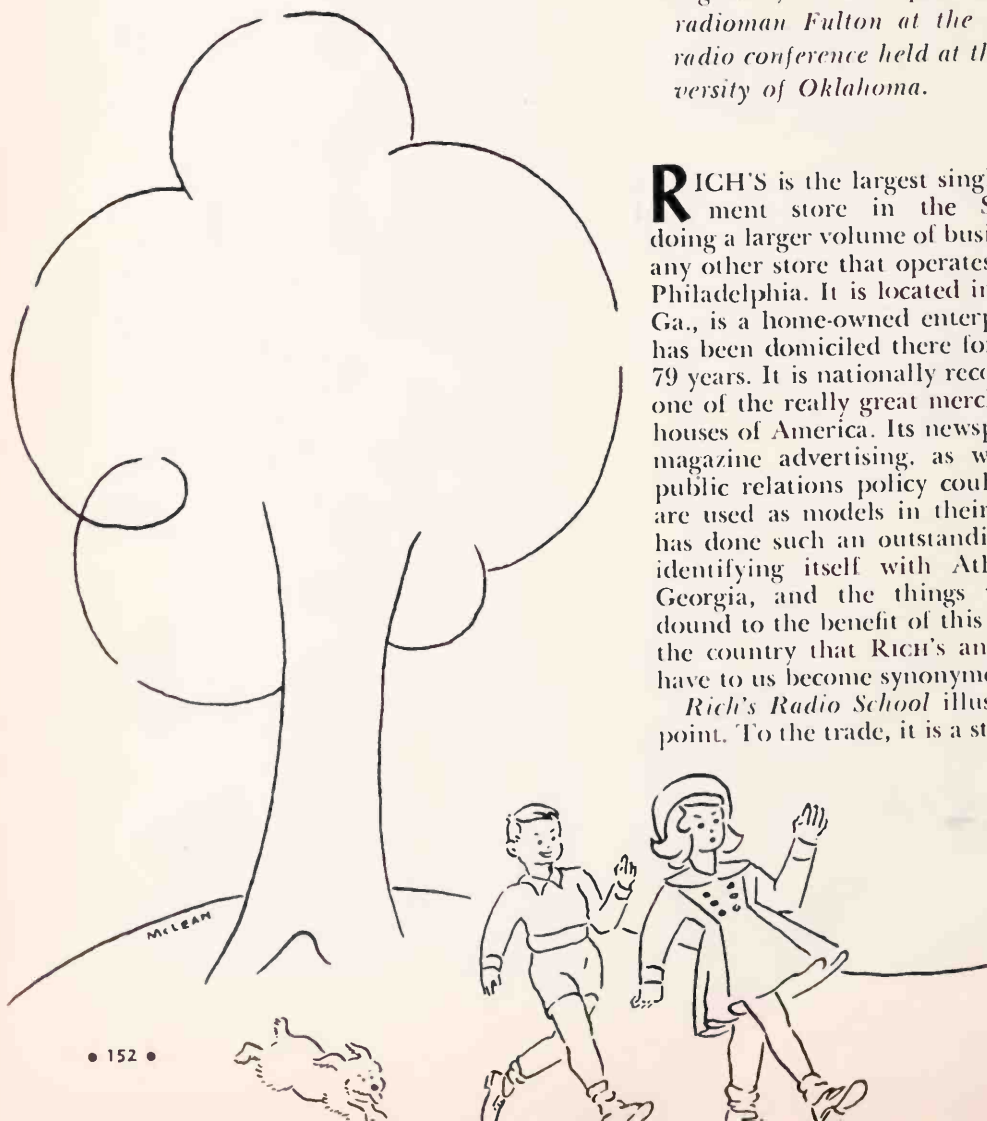 radioman Fulton at the
radio conference held at th
versity of Oklahoma.
RICH'S is the largest sing
ment store in the S
doing a larger volume of busi
any other store that operates
Philadelphia. It is located i
Ga., is a home-owned enterp
has been domiciled there fo
79 years. It is nationally rec
one of the really great merc
houses of America. Its newsp
magazine advertising, as w
public relations policy coul
are used as models in their
has done such an outstandi
identifying itself with Atl
Georgia, and the things
dound to the benefit of this
the country that RICH'S an
have to us become synonym
Rich's Radio School illus
point. To the trade, it is a st
McLEAN
• 152 •